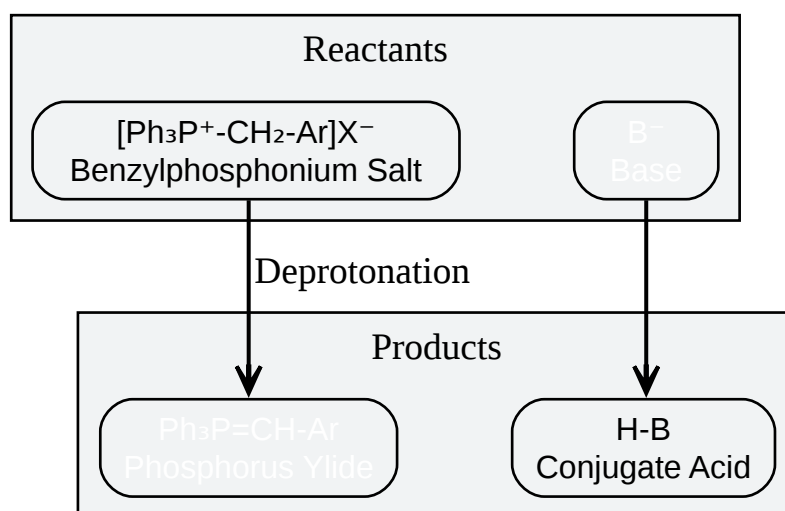 Reactants
[Ph₃P⁺-CH₂-Ar]X⁻
Benzylphosphonium Salt
B⁻
Base
Deprotonation
Products
Ph₃P=CH-Ar
Phosphorus Ylide
H-B
Conjugate Acid